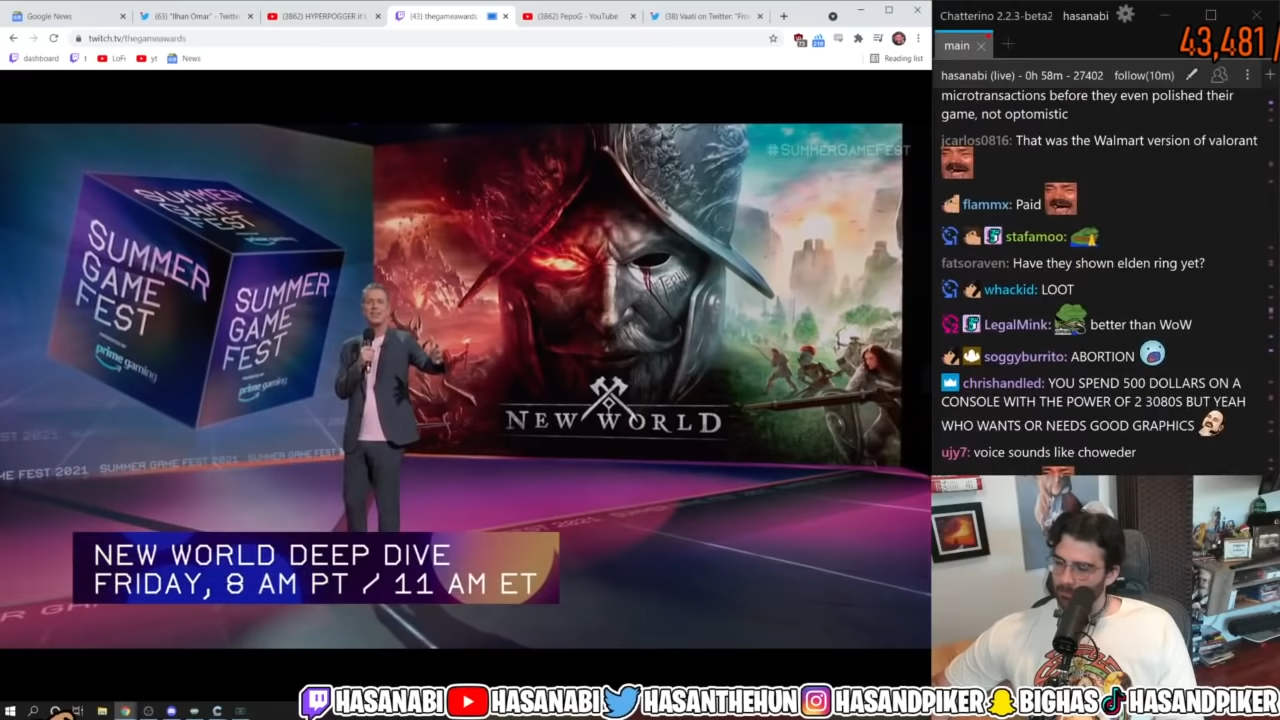 Google News
(63) "Ilhan Omar" - Twitte
(3862) HYPERPOGGER it's
(43) thegameawards
(3862) PepoG - YouTube
(38) Vaati on Twitter: "Fro
twitch.tv/thegameawards
dashboard
t
LoFi
yt
News
Reading list
#SUMMERGAMEFEST
SUMMER
GAME
FEST
prime gaming
SUMMER
GAME
FEST
prime gaming
NEW WORLD
SUMMER GAME FEST 2021
NEW WORLD DEEP DIVE
FRIDAY, 8 AM PT / 11 AM ET
Chatterino 2.2.3-beta2
hasanabi
main
43,481 /
hasanabi (live) - 0h 58m - 27402
follow(10m)
microtransactions before they even polished their
game, not optomistic
jcarlos0816: That was the Walmart version of valorant
flammx: Paid
stafamoo:
fatsoraven: Have they shown elden ring yet?
whackid: LOOT
LegalMink: better than WoW
soggyburrito: ABORTION
chrishandled: YOU SPEND 500 DOLLARS ON A
CONSOLE WITH THE POWER OF 2 3080S BUT YEAH
WHO WANTS OR NEEDS GOOD GRAPHICS
ujy7: voice sounds like choweder
HASANABI HASANABI HASANTHEHUN HASANDPIKER BIGHAS HASANDPIKER